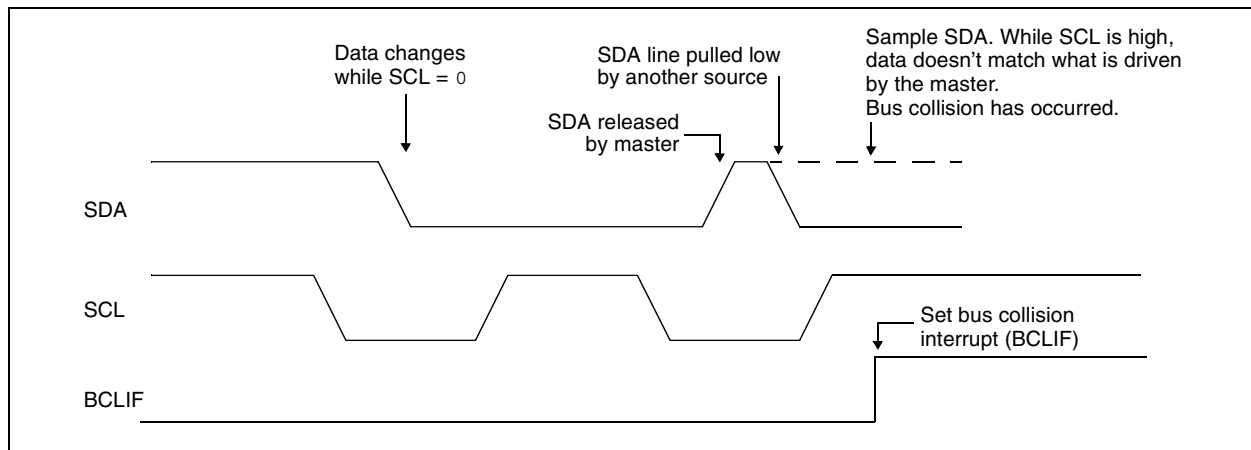 Data changes
while SCL = 0
SDA line pulled low
by another source
SDA released
by master
Sample SDA. While SCL is high,
data doesn't match what is driven
by the master.
Bus collision has occurred.
SDA
SCL
Set bus collision
interrupt (BCLIF)
BCLIF